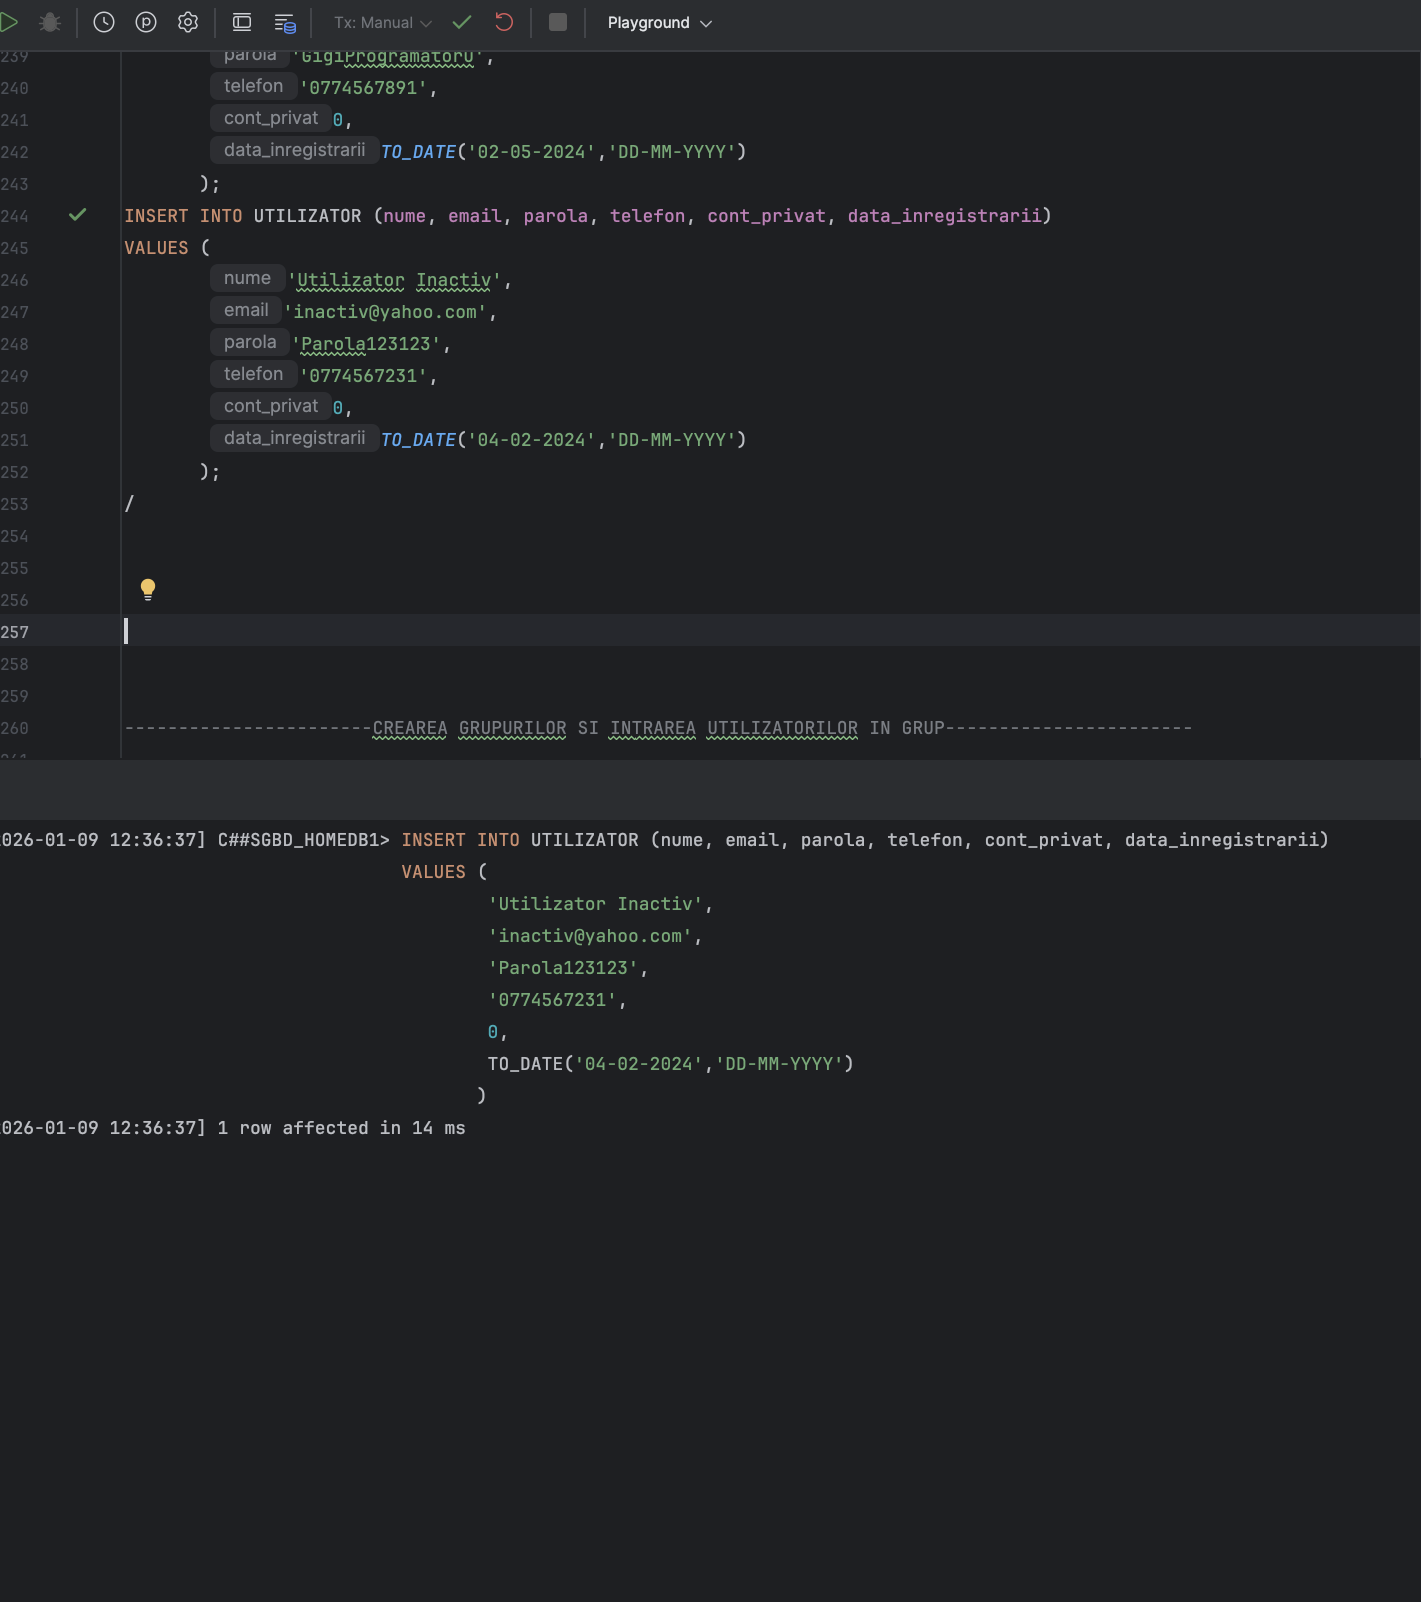 Tx: Manual
Playground
239 parola 'GigiProgramatorU',
240 telefon '0774567891',
241 cont_privat 0,
242 data_inregistrarii TO_DATE('02-05-2024','DD-MM-YYYY')
243 );
244 INSERT INTO UTILIZATOR (nume, email, parola, telefon, cont_privat, data_inregistrarii)
245 VALUES (
246 nume 'Utilizator Inactiv',
247 email 'inactiv@yahoo.com',
248 parola 'Parola123123',
249 telefon '0774567231',
250 cont_privat 0,
251 data_inregistrarii TO_DATE('04-02-2024','DD-MM-YYYY')
252 );
253 /
254
255
256
257
258
259
260 -----------------------CREAREA GRUPURILOR SI INTRAREA UTILIZATORILOR IN GRUP-----------------------
261
026-01-09 12:36:37] C##SGBD_HOMEDB1> INSERT INTO UTILIZATOR (nume, email, parola, telefon, cont_privat, data_inregistrarii)
VALUES (
'Utilizator Inactiv',
'inactiv@yahoo.com',
'Parola123123',
'0774567231',
0,
TO_DATE('04-02-2024','DD-MM-YYYY')
)
026-01-09 12:36:37] 1 row affected in 14 ms